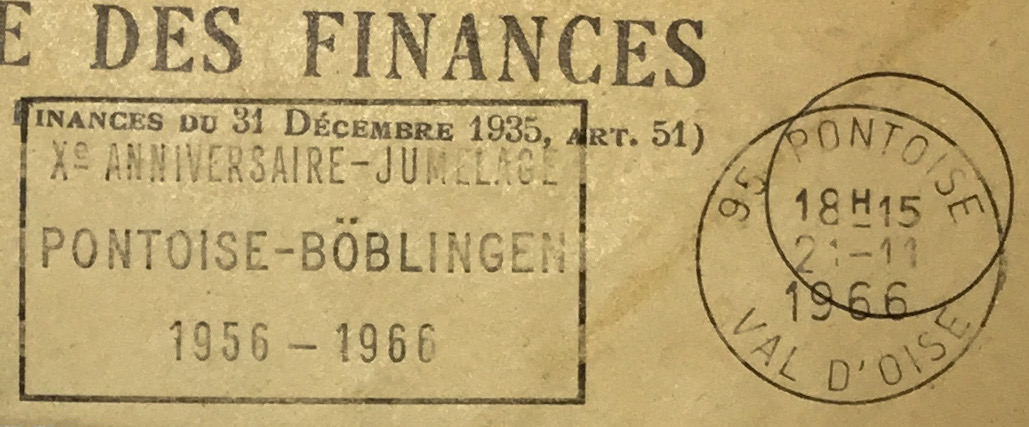 E DES FINANCES
FINANCES DU 31 DÉCEMBRE 1935, ART. 51)
Xe ANNIVERSAIRE-JUMELAGE
PONTOISE-BÖBLINGEN
1956 - 1966
95 PONTOISE
18H15
21-11
1966
VAL D'OISE